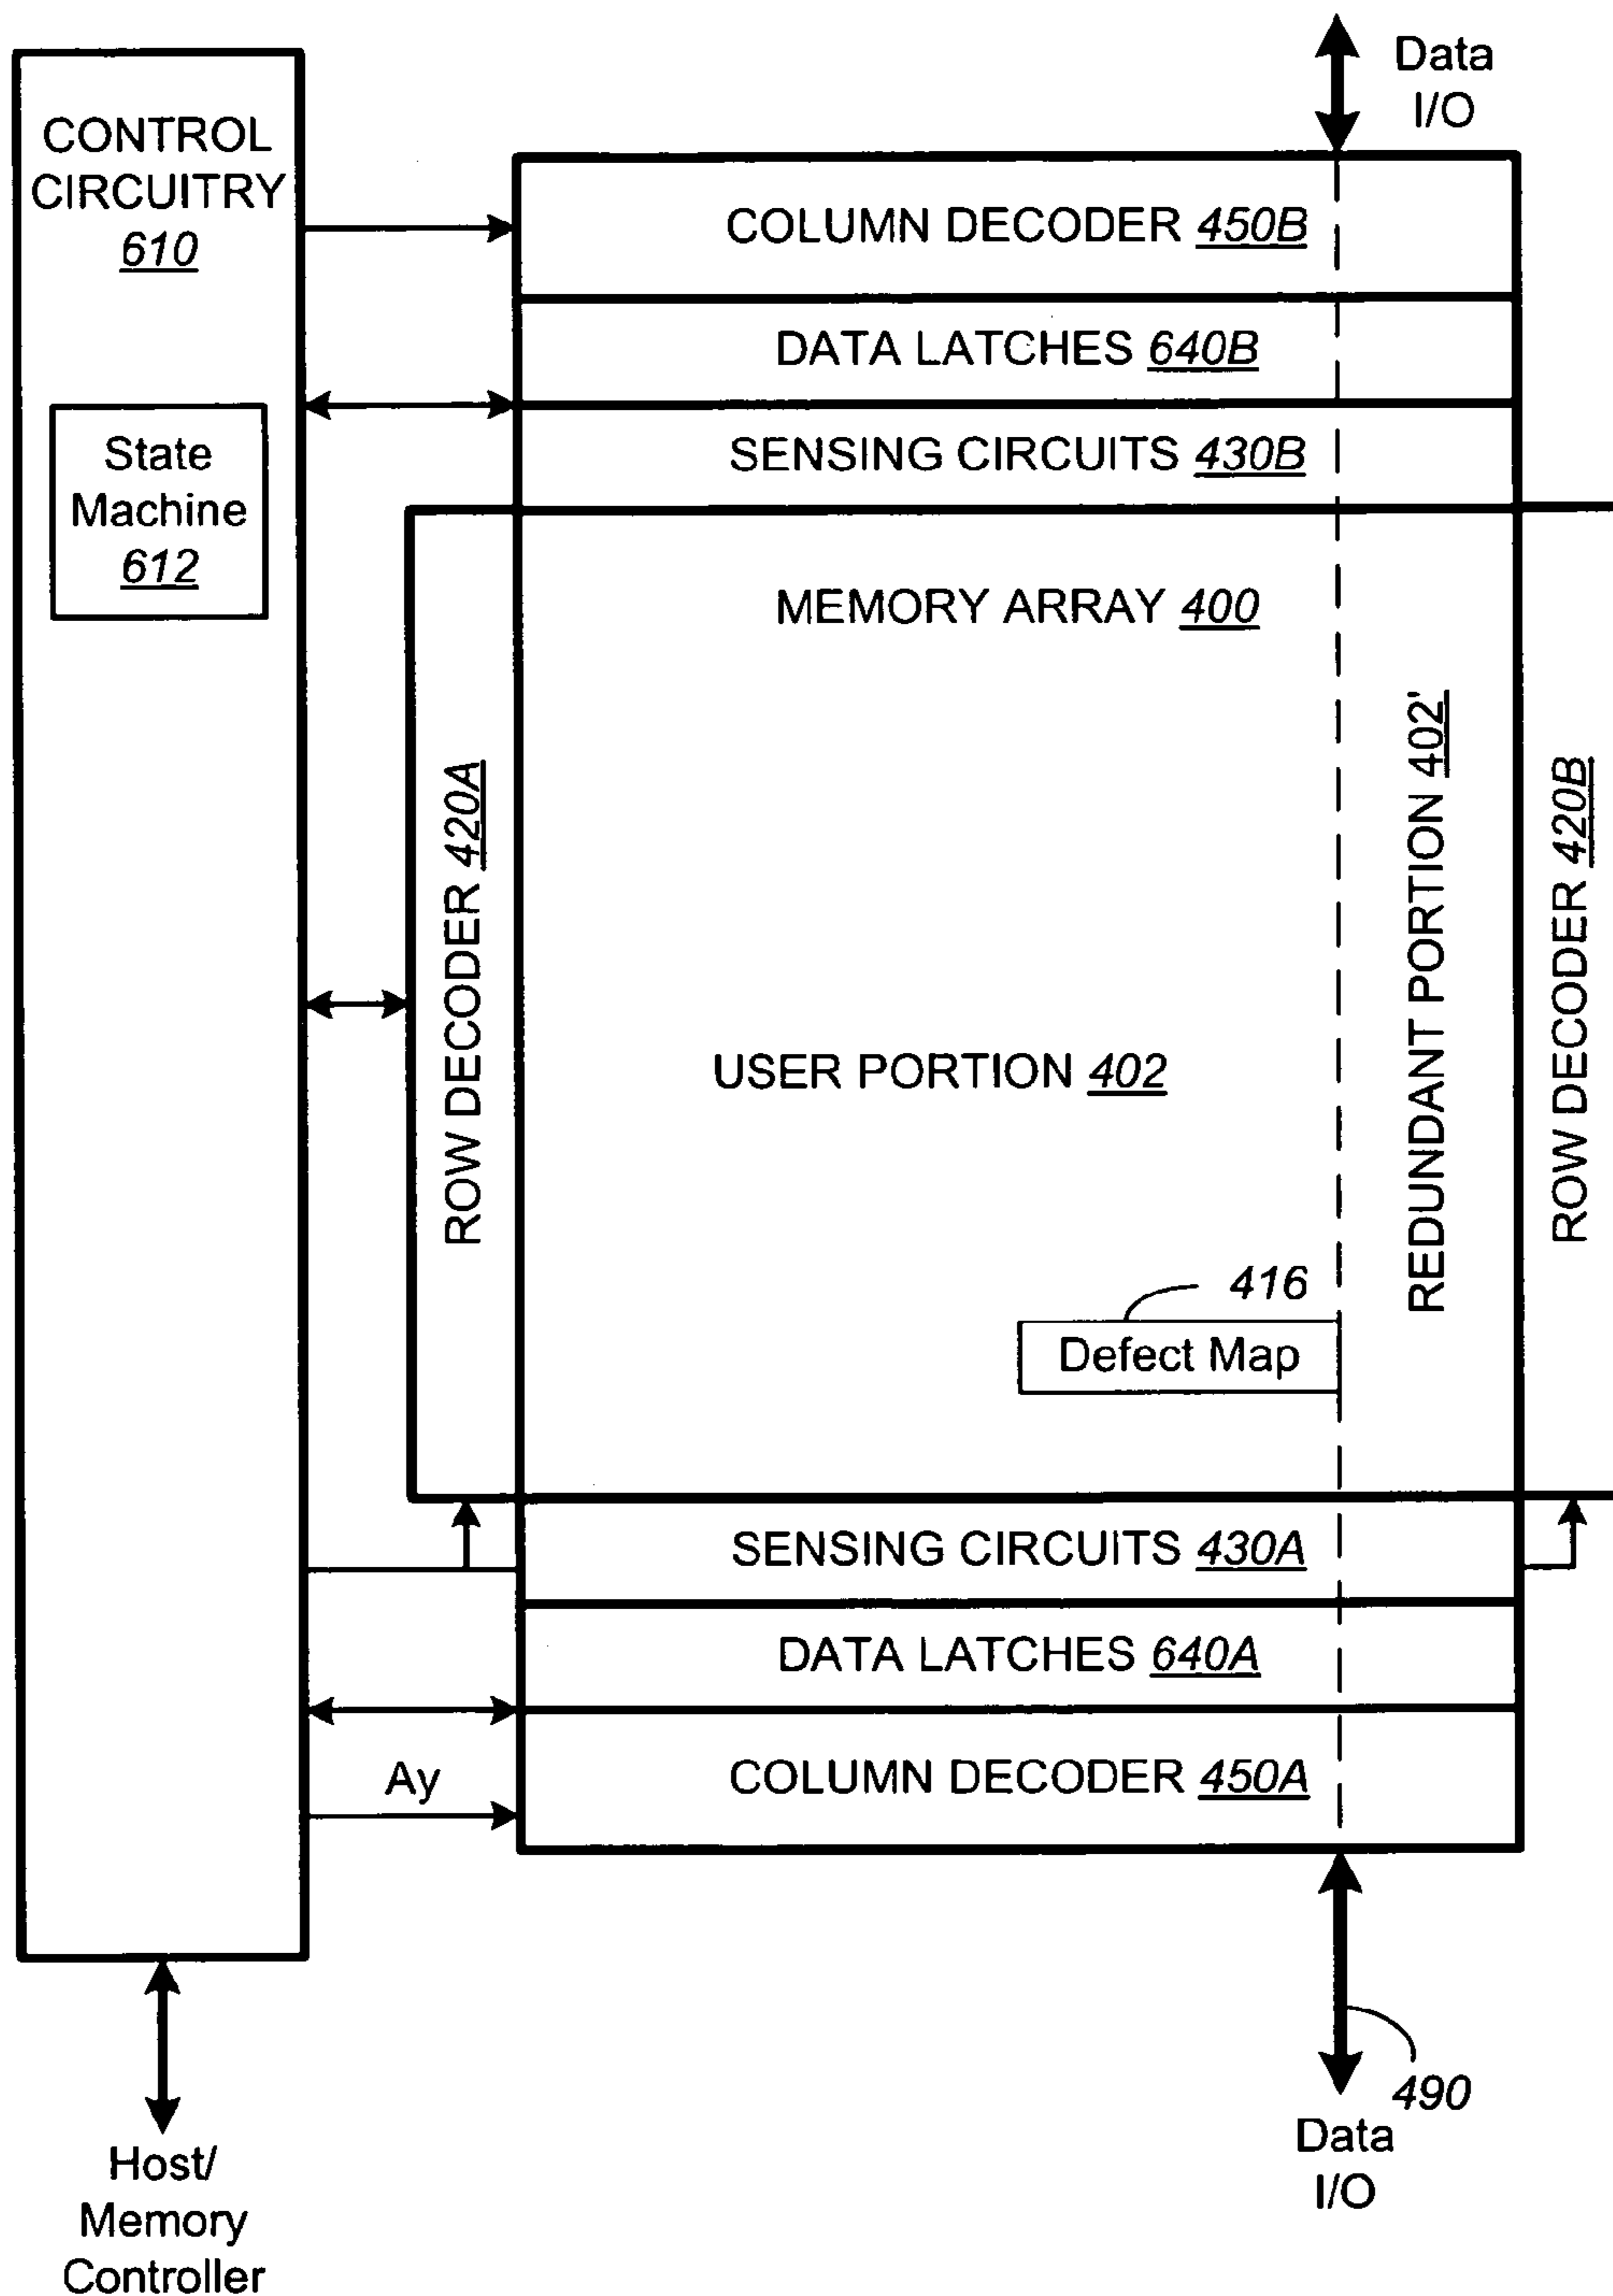 Data
I/O
CONTROL
CIRCUITRY
610
COLUMN DECODER 450B
DATA LATCHES 640B
State
Machine
612
SENSING CIRCUITS 430B
MEMORY ARRAY 400
ROW DECODER 420A
USER PORTION 402
REDUNDANT PORTION 402'
ROW DECODER 420B
416
Defect Map
SENSING CIRCUITS 430A
DATA LATCHES 640A
Ay
COLUMN DECODER 450A
490
Data
I/O
Host/
Memory
Controller